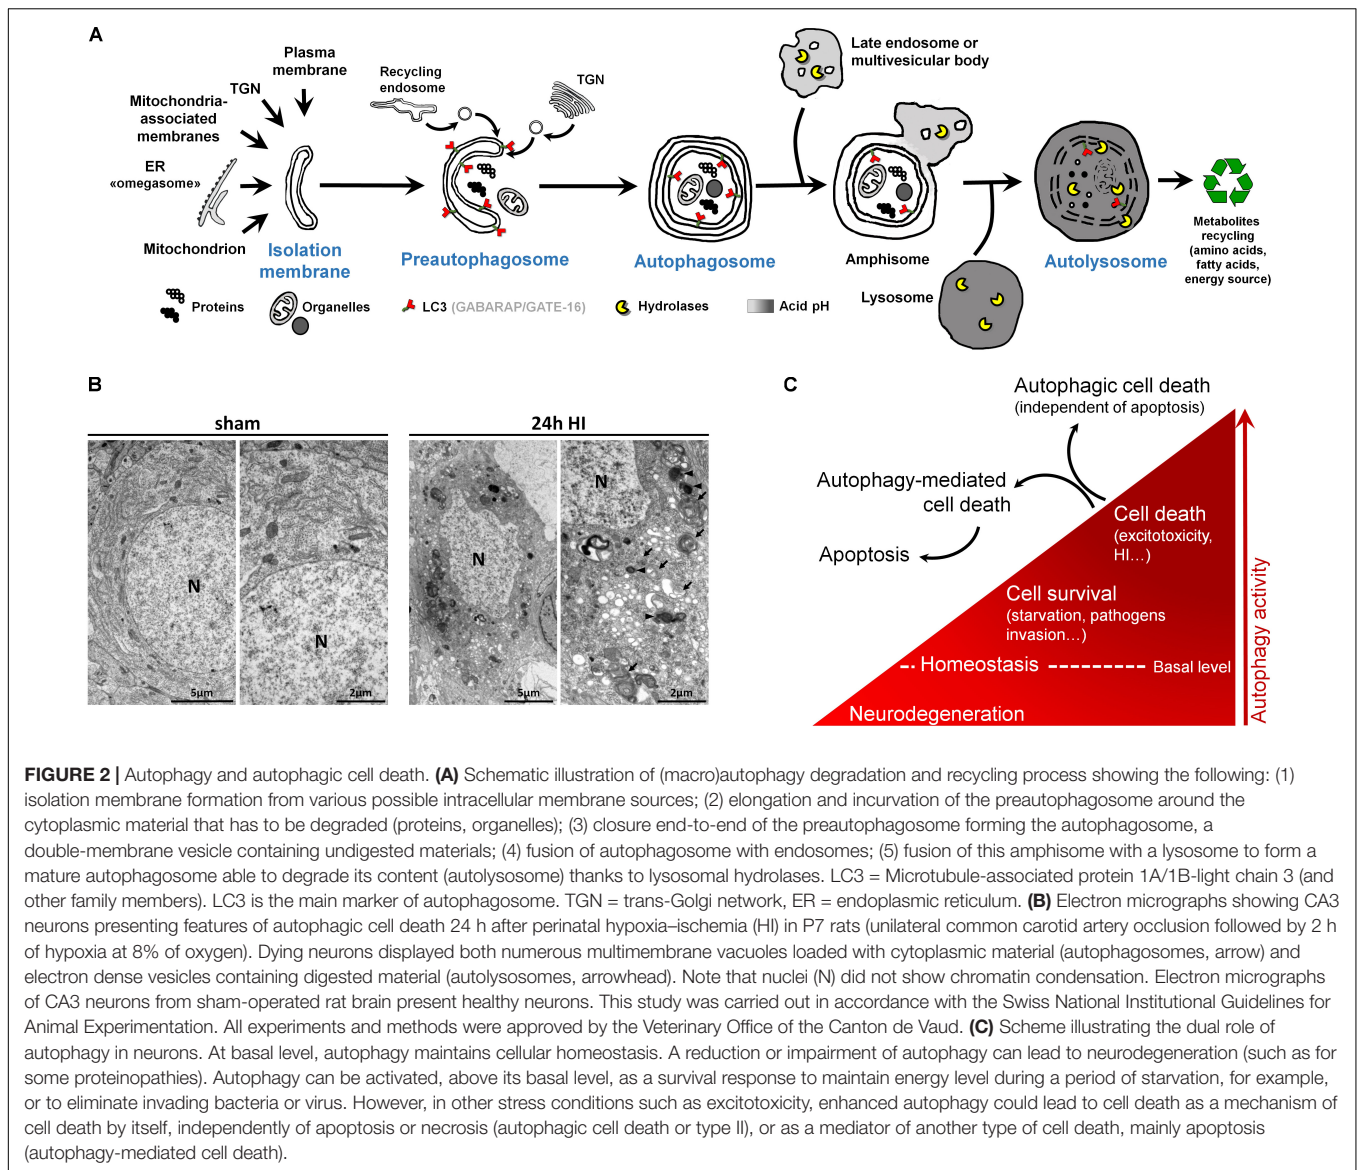 A
Plasma
membrane
TGN
Mitochondria-
associated
membranes
ER
«omegasome»
Mitochondrion
Isolation
membrane
Recycling
endosome
TGN
Preautophagosome
Autophagosome
Late endosome or
multivesicular body
Amphisome
Lysosome
Autolysosome
Metabolites
recycling
(amino acids,
fatty acids,
energy source)
Proteins
Organelles
LC3 (GABARAP/GATE-16)
Hydrolases
Acid pH
B
sham
24h HI
N
N
N
N
5µm
2µm
5µm
2µm
C
Autophagic cell death
(independent of apoptosis)
Autophagy-mediated
cell death
Apoptosis
Cell death
(excitotoxicity,
HI...)
Cell survival
(starvation, pathogens
invasion...)
Homeostasis
Basal level
Neurodegeneration
Autophagy activity
FIGURE 2 | Autophagy and autophagic cell death. (A) Schematic illustration of (macro)autophagy degradation and recycling process showing the following: (1)
isolation membrane formation from various possible intracellular membrane sources; (2) elongation and incurvation of the preautophagosome around the
cytoplasmic material that has to be degraded (proteins, organelles); (3) closure end-to-end of the preautophagosome forming the autophagosome, a
double-membrane vesicle containing undigested materials; (4) fusion of autophagosome with endosomes; (5) fusion of this amphisome with a lysosome to form a
mature autophagosome able to degrade its content (autolysosome) thanks to lysosomal hydrolases. LC3 = Microtubule-associated protein 1A/1B-light chain 3 (and
other family members). LC3 is the main marker of autophagosome. TGN = trans-Golgi network, ER = endoplasmic reticulum. (B) Electron micrographs showing CA3
neurons presenting features of autophagic cell death 24 h after perinatal hypoxia–ischemia (HI) in P7 rats (unilateral common carotid artery occlusion followed by 2 h
of hypoxia at 8% of oxygen). Dying neurons displayed both numerous multimembrane vacuoles loaded with cytoplasmic material (autophagosomes, arrow) and
electron dense vesicles containing digested material (autolysosomes, arrowhead). Note that nuclei (N) did not show chromatin condensation. Electron micrographs
of CA3 neurons from sham-operated rat brain present healthy neurons. This study was carried out in accordance with the Swiss National Institutional Guidelines for
Animal Experimentation. All experiments and methods were approved by the Veterinary Office of the Canton de Vaud. (C) Scheme illustrating the dual role of
autophagy in neurons. At basal level, autophagy maintains cellular homeostasis. A reduction or impairment of autophagy can lead to neurodegeneration (such as for
some proteinopathies). Autophagy can be activated, above its basal level, as a survival response to maintain energy level during a period of starvation, for example,
or to eliminate invading bacteria or virus. However, in other stress conditions such as excitotoxicity, enhanced autophagy could lead to cell death as a mechanism of
cell death by itself, independently of apoptosis or necrosis (autophagic cell death or type II), or as a mediator of another type of cell death, mainly apoptosis
(autophagy-mediated cell death).